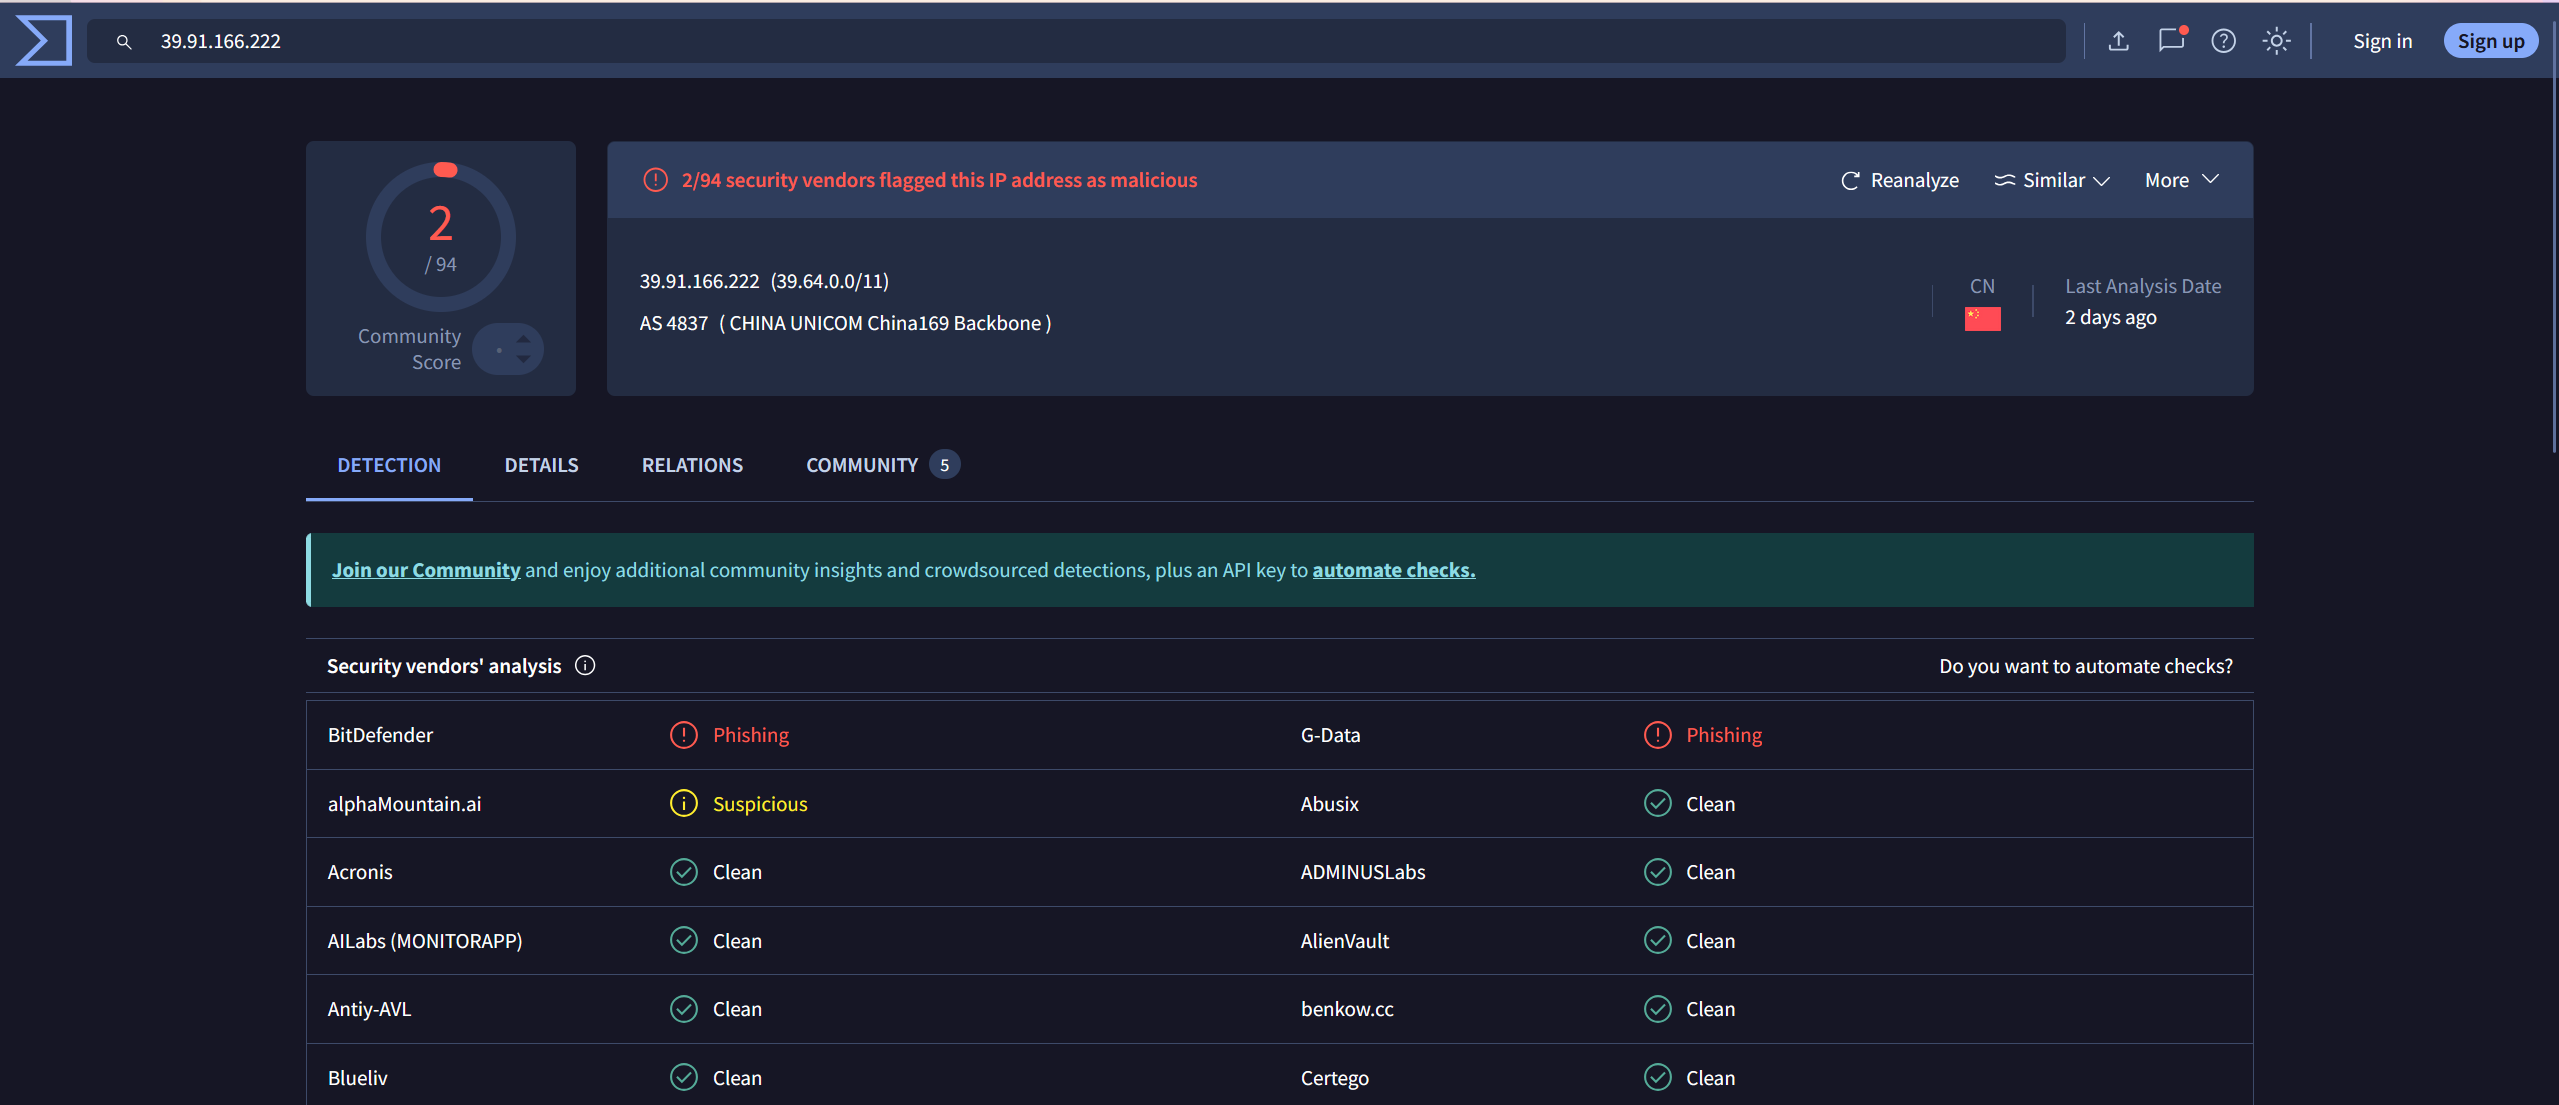 39.91.166.222
Sign in
Sign up
2
/ 94
Community
Score
2/94 security vendors flagged this IP address as malicious
Reanalyze
Similar
More
39.91.166.222 (39.64.0.0/11)
AS 4837 ( CHINA UNICOM China169 Backbone )
CN
Last Analysis Date
2 days ago
DETECTION
DETAILS
RELATIONS
COMMUNITY 5
Join our Community and enjoy additional community insights and crowdsourced detections, plus an API key to automate checks.
Security vendors' analysis
Do you want to automate checks?
BitDefender Phishing G-Data Phishing
alphaMountain.ai Suspicious Abusix Clean
Acronis Clean ADMINUSLabs Clean
AILabs (MONITORAPP) Clean AlienVault Clean
Antiy-AVL Clean benkow.cc Clean
Blueliv Clean Certego Clean